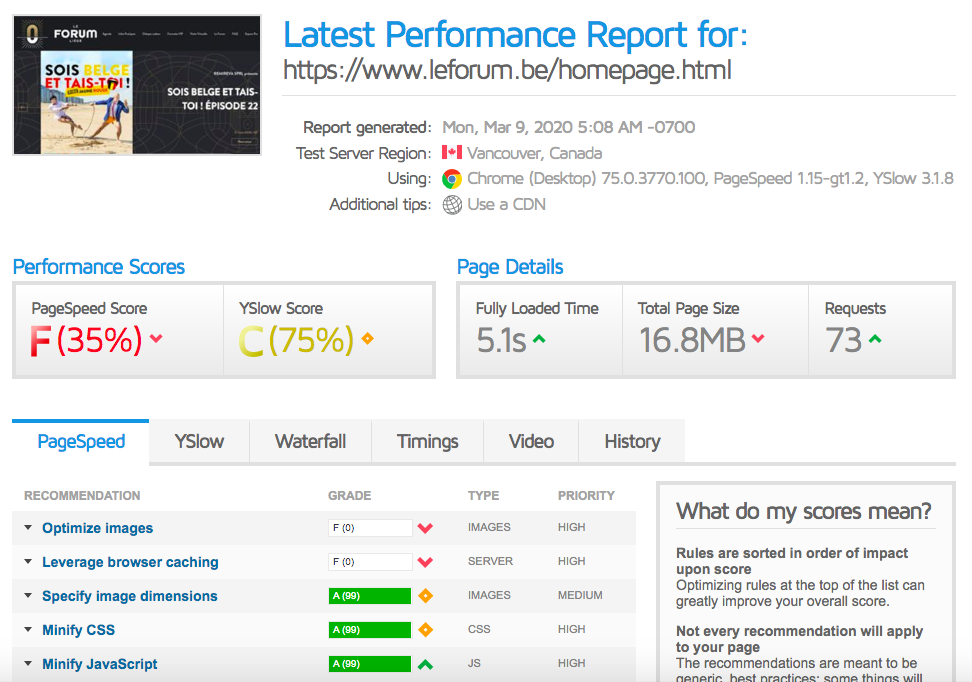 LE
FORUM
LIEGE
SOIS BELGE
ET TAIS-TOI !
SOIS BELGE ET TAIS-
TOI ! ÉPISODE 22
Latest Performance Report for:
https://www.leforum.be/homepage.html
Report generated: Mon, Mar 9, 2020 5:08 AM -0700
Test Server Region: Vancouver, Canada
Using: Chrome (Desktop) 75.0.3770.100, PageSpeed 1.15-gt1.2, YSlow 3.1.8
Additional tips: Use a CDN
Performance Scores
PageSpeed Score
F (35%)
YSlow Score
C (75%)
Page Details
Fully Loaded Time
5.1s
Total Page Size
16.8MB
Requests
73
PageSpeed YSlow Waterfall Timings Video History
RECOMMENDATION GRADE TYPE PRIORITY
Optimize images F (0) IMAGES HIGH
Leverage browser caching F (0) SERVER HIGH
Specify image dimensions A (99) IMAGES MEDIUM
Minify CSS A (99) CSS HIGH
Minify JavaScript A (99) JS HIGH
What do my scores mean?
Rules are sorted in order of impact
upon score
Optimizing rules at the top of the list can
greatly improve your overall score.
Not every recommendation will apply
to your page
The recommendations are meant to be
generic, best practices; some things will